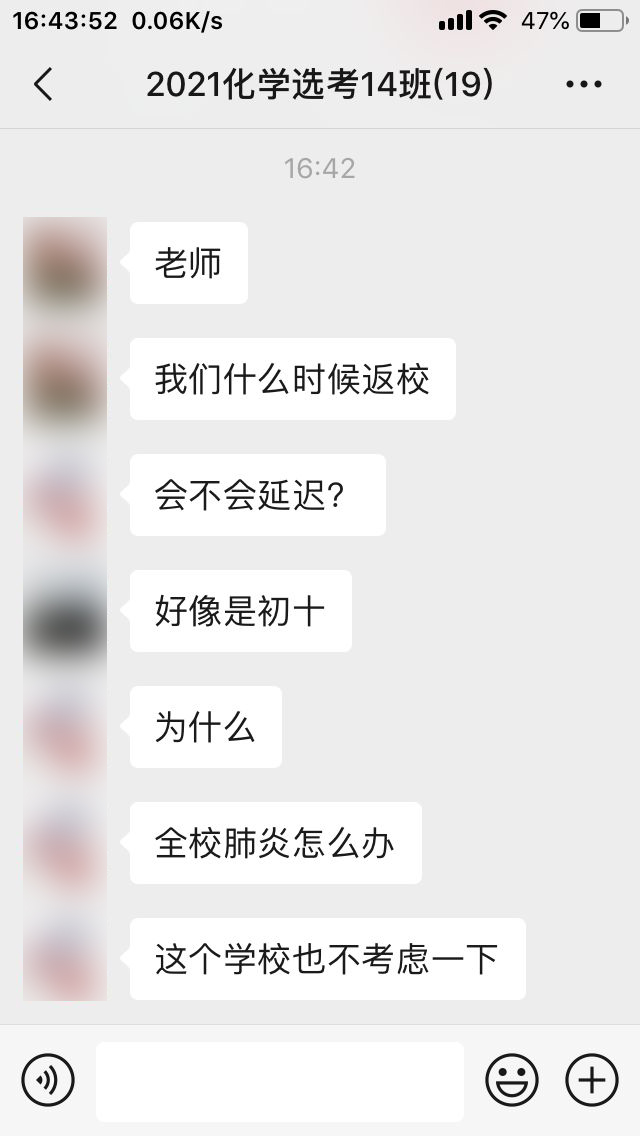 16:43:52 0.06K/s 47%
2021化学选考14班(19)
16:42
老师
我们什么时候返校
会不会延迟?
好像是初十
为什么
全校肺炎怎么办
这个学校也不考虑一下